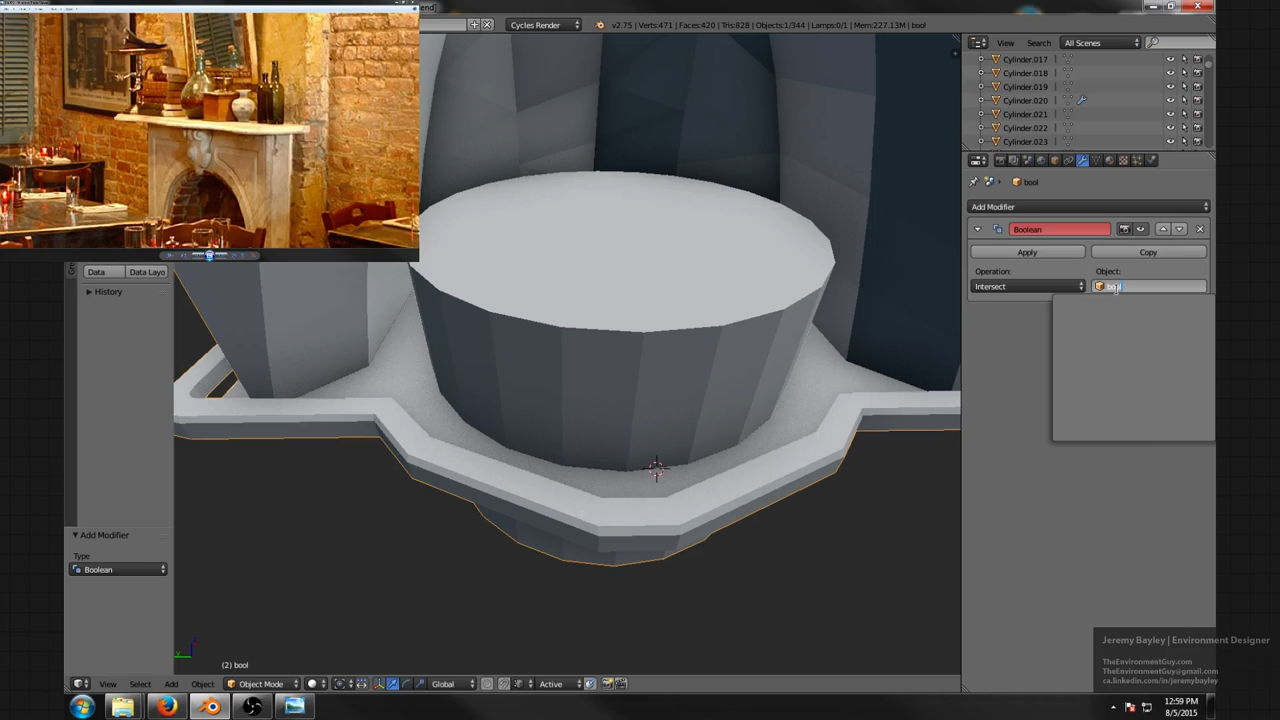 Cycles Render
v2.75 | Verts:471 | Faces:420 | Tris:828 | Objects:1/344 | Lamps:0/1 | Mem:227.13M | bool
View
Search
All Scenes
Cylinder.017
Cylinder.018
Cylinder.019
Cylinder.020
Cylinder.021
Cylinder.022
Cylinder.023
bool
Add Modifier
Boolean
Apply
Copy
Operation:
Object:
Intersect
bool
Data
Data Layo
History
Add Modifier
Type
Boolean
(2) bool
View
Select
Add
Object
Object Mode
Global
Active
Jeremy Bayley | Environment Designer
TheEnvironmentGuy.com
TheEnvironmentGuy@gmail.com
ca.linkedin.com/in/jeremybayley
12:59 PM
8/5/2015